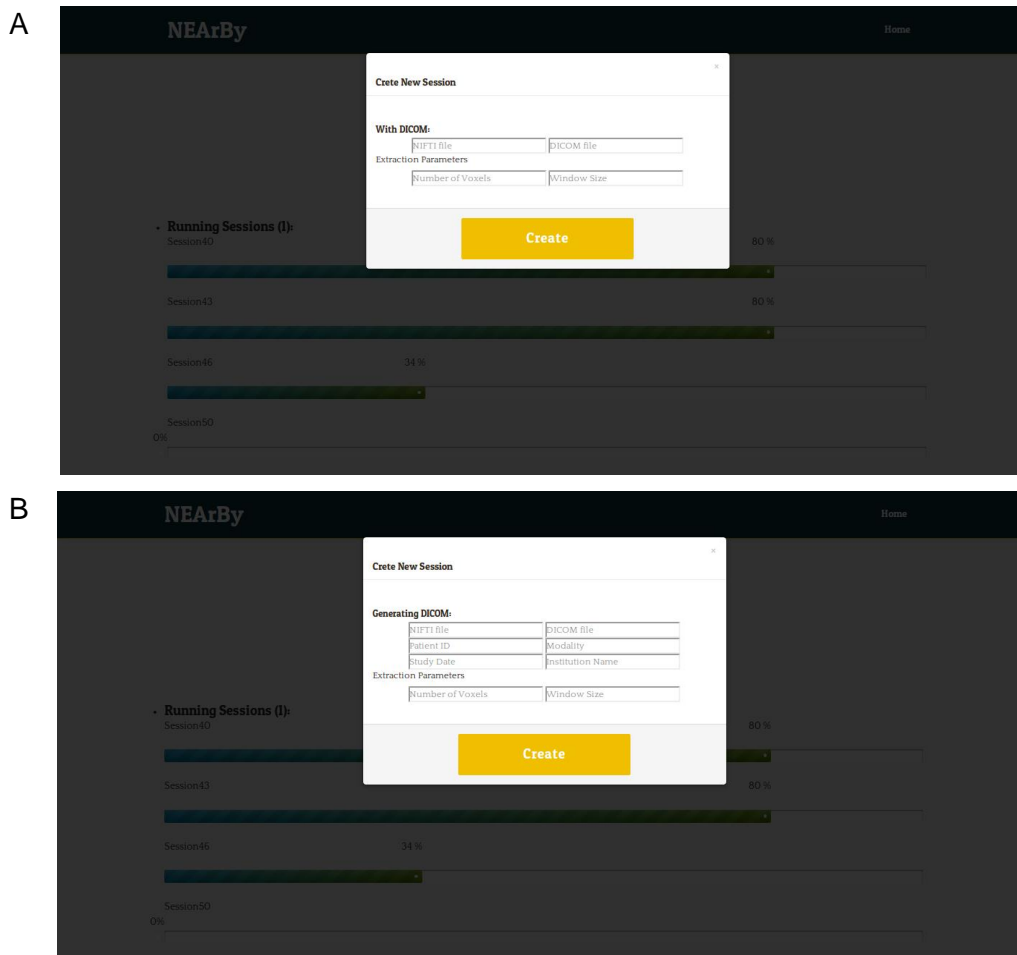 A
NEArBy Home
×
Crete New Session
With DICOM:
NIFTI file DICOM file
Extraction Parameters
Number of Voxels Window Size
Create
Running Sessions (1):
Session40 80 %
Session43 80 %
Session46 34 %
Session50
0%
B
NEArBy Home
×
Crete New Session
Generating DICOM:
NIFTI file DICOM file
Patient ID Modality
Study Date Institution Name
Extraction Parameters
Number of Voxels Window Size
Create
Running Sessions (1):
Session40 80 %
Session43 80 %
Session46 34 %
Session50
0%